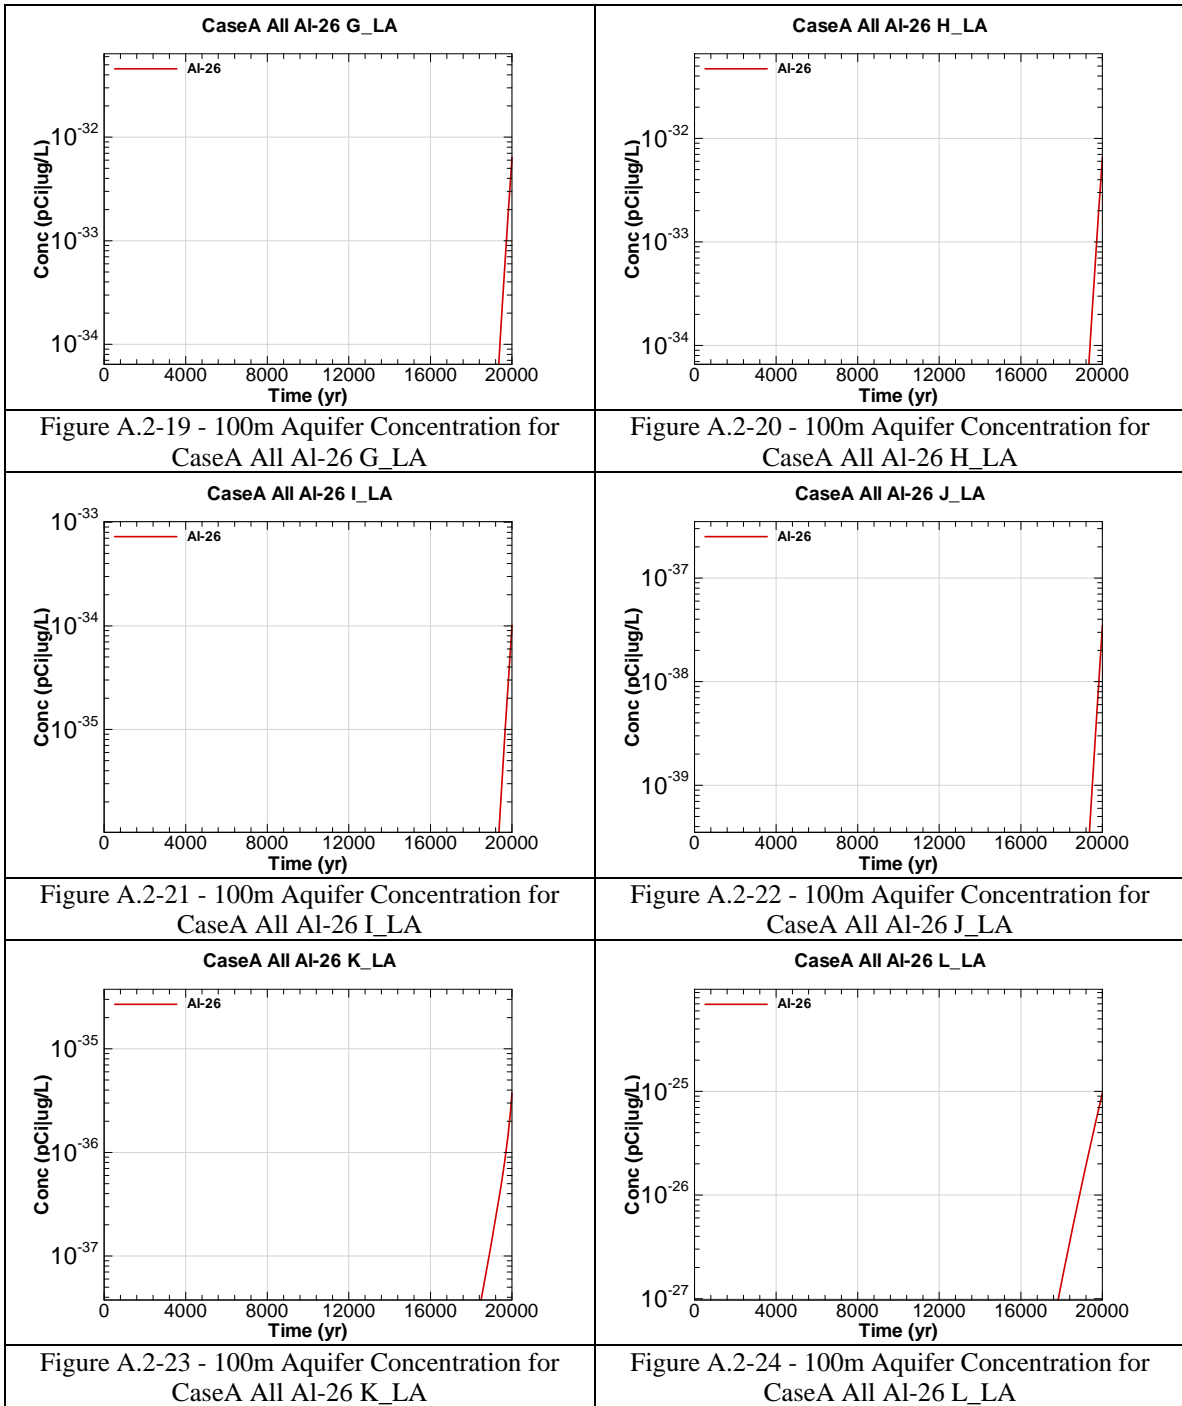 CaseA All Al-26 G_LA
Al-26
Conc (pCi|ug/L)
10-32
10-33
10-34
0 4000 8000 12000 16000 20000
Time (yr)
Figure A.2-19 - 100m Aquifer Concentration for
CaseA All Al-26 G_LA
CaseA All Al-26 H_LA
Al-26
Conc (pCi|ug/L)
10-32
10-33
10-34
0 4000 8000 12000 16000 20000
Time (yr)
Figure A.2-20 - 100m Aquifer Concentration for
CaseA All Al-26 H_LA
CaseA All Al-26 I_LA
Al-26
Conc (pCi|ug/L)
10-33
10-34
10-35
0 4000 8000 12000 16000 20000
Time (yr)
Figure A.2-21 - 100m Aquifer Concentration for
CaseA All Al-26 I_LA
CaseA All Al-26 J_LA
Al-26
Conc (pCi|ug/L)
10-37
10-38
10-39
0 4000 8000 12000 16000 20000
Time (yr)
Figure A.2-22 - 100m Aquifer Concentration for
CaseA All Al-26 J_LA
CaseA All Al-26 K_LA
Al-26
Conc (pCi|ug/L)
10-35
10-36
10-37
0 4000 8000 12000 16000 20000
Time (yr)
Figure A.2-23 - 100m Aquifer Concentration for
CaseA All Al-26 K_LA
CaseA All Al-26 L_LA
Al-26
Conc (pCi|ug/L)
10-25
10-26
10-27
0 4000 8000 12000 16000 20000
Time (yr)
Figure A.2-24 - 100m Aquifer Concentration for
CaseA All Al-26 L_LA